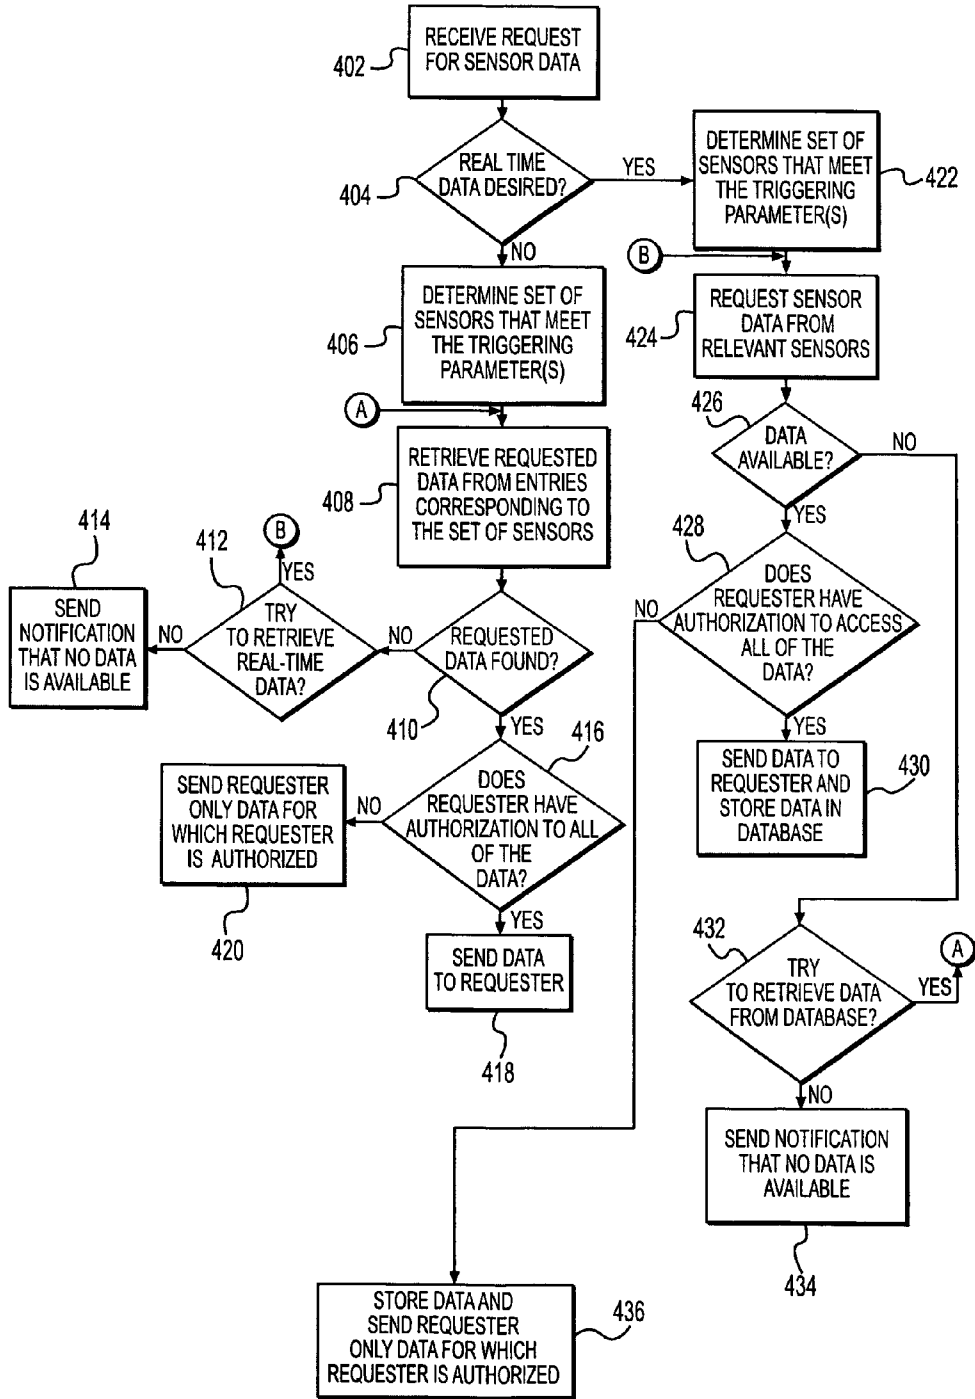 RECEIVE REQUEST
FOR SENSOR DATA
402
REAL TIME
DATA DESIRED?
404
YES
NO
DETERMINE SET OF
SENSORS THAT MEET
THE TRIGGERING
PARAMETER(S)
422
B
REQUEST SENSOR
DATA FROM
RELEVANT SENSORS
424
DETERMINE SET OF
SENSORS THAT MEET
THE TRIGGERING
PARAMETER(S)
406
A
RETRIEVE REQUESTED
DATA FROM ENTRIES
CORRESPONDING TO
THE SET OF SENSORS
408
426
DATA
AVAILABLE?
NO
YES
428
DOES
REQUESTER HAVE
AUTHORIZATION TO ACCESS
ALL OF THE
DATA?
NO
YES
414
SEND
NOTIFICATION
THAT NO DATA
IS AVAILABLE
412
B
YES
TRY
TO RETRIEVE
REAL-TIME
DATA?
NO
NO
REQUESTED
DATA FOUND?
410
YES
416
DOES
REQUESTER HAVE
AUTHORIZATION TO ALL
OF THE
DATA?
NO
YES
SEND REQUESTER
ONLY DATA FOR
WHICH REQUESTER
IS AUTHORIZED
420
SEND DATA
TO REQUESTER
418
SEND DATA TO
REQUESTER AND
STORE DATA IN
DATABASE
430
432
TRY
TO RETRIEVE DATA
FROM DATABASE?
YES
A
NO
SEND NOTIFICATION
THAT NO DATA IS
AVAILABLE
434
STORE DATA AND
SEND REQUESTER
ONLY DATA FOR WHICH
REQUESTER IS AUTHORIZED
436